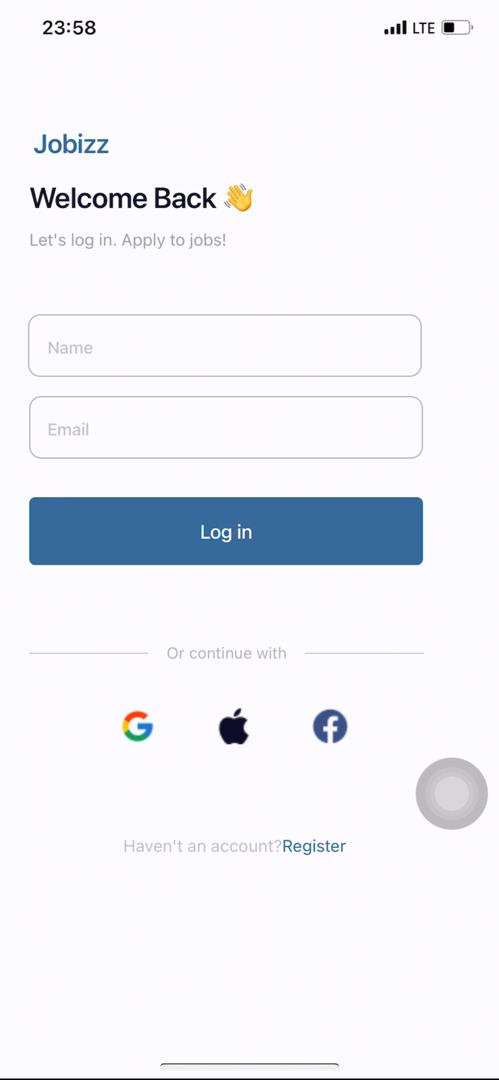 23:58 LTE
Jobizz
Welcome Back 👋
Let's log in. Apply to jobs!
Name
Email
Log in
Or continue with
Haven't an account?Register